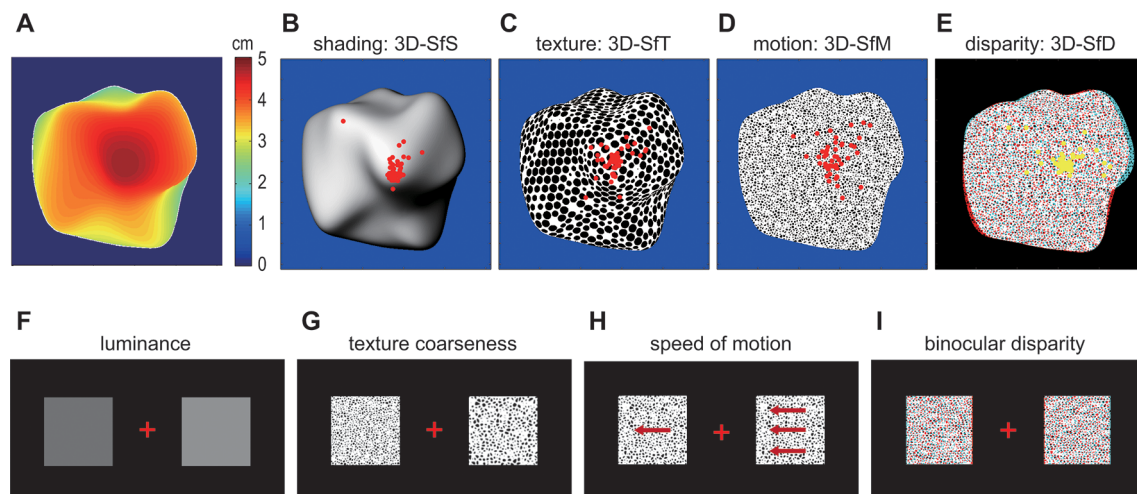 A
B
C
D
E
cm
shading: 3D-SfS
texture: 3D-SfT
motion: 3D-SfM
disparity: 3D-SfD
5
4
3
2
1
0
F
G
H
I
luminance
texture coarseness
speed of motion
binocular disparity